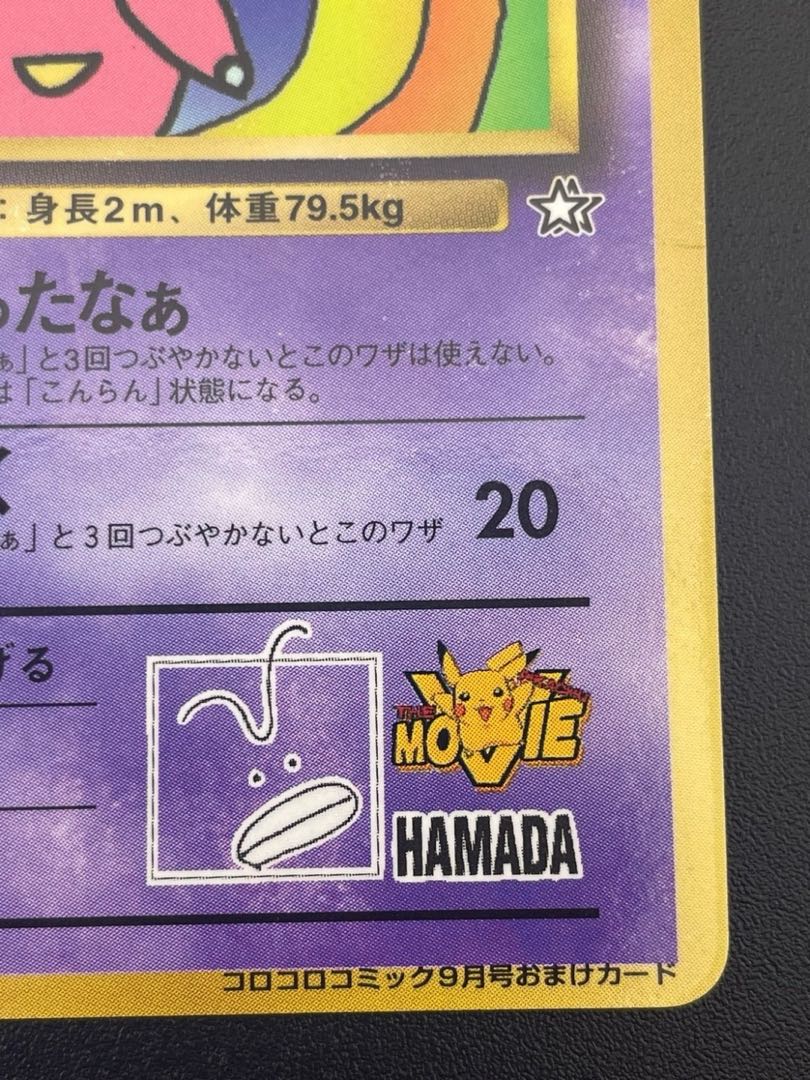 ：身長2m、体重79.5kg
ったなぁ
ぁ」と3回つぶやかないとこのワザは使えない。
は「こんらん」状態になる。
く
20
ぁ」と3回つぶやかないとこのワザ
げる
THE
MOVIE
HAMADA
コロコロコミック9月号おまけカード